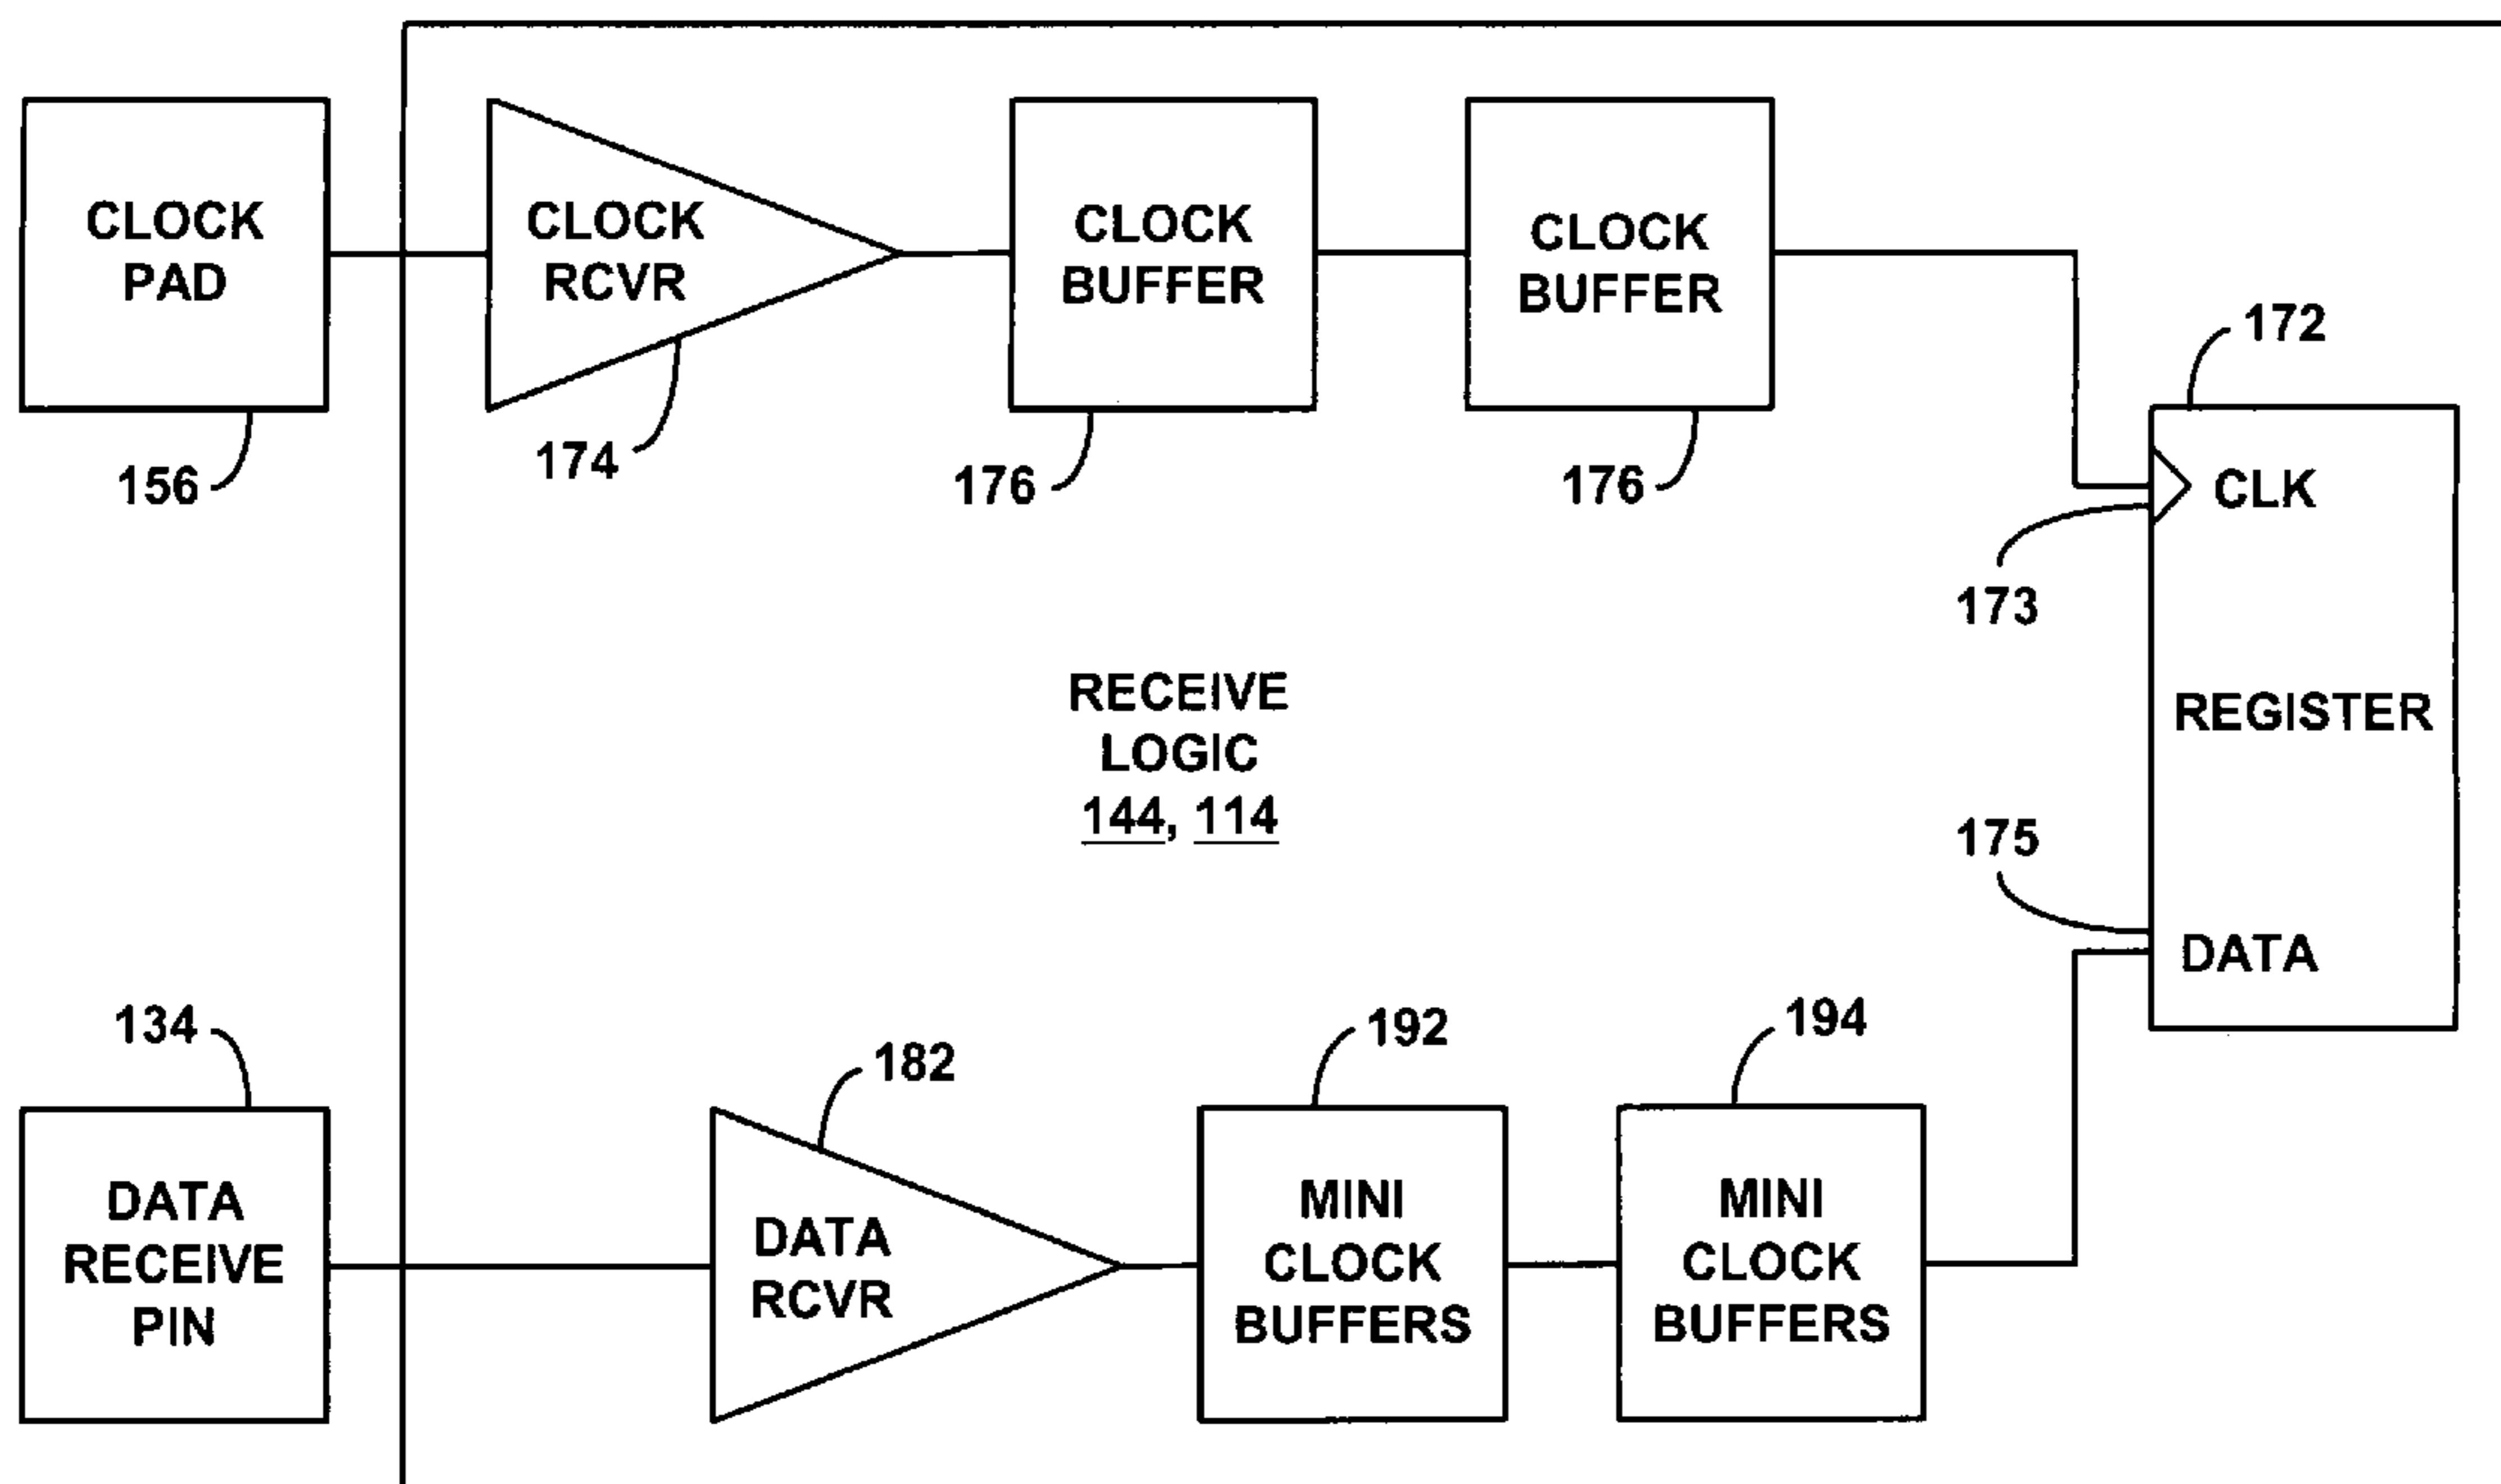 CLOCK
PAD
156
CLOCK
RCVR
174
CLOCK
BUFFER
176
CLOCK
BUFFER
176
172
CLK
173
REGISTER
175
DATA
RECEIVE
LOGIC
144, 114
134
DATA
RECEIVE
PIN
182
DATA
RCVR
192
MINI
CLOCK
BUFFERS
194
MINI
CLOCK
BUFFERS